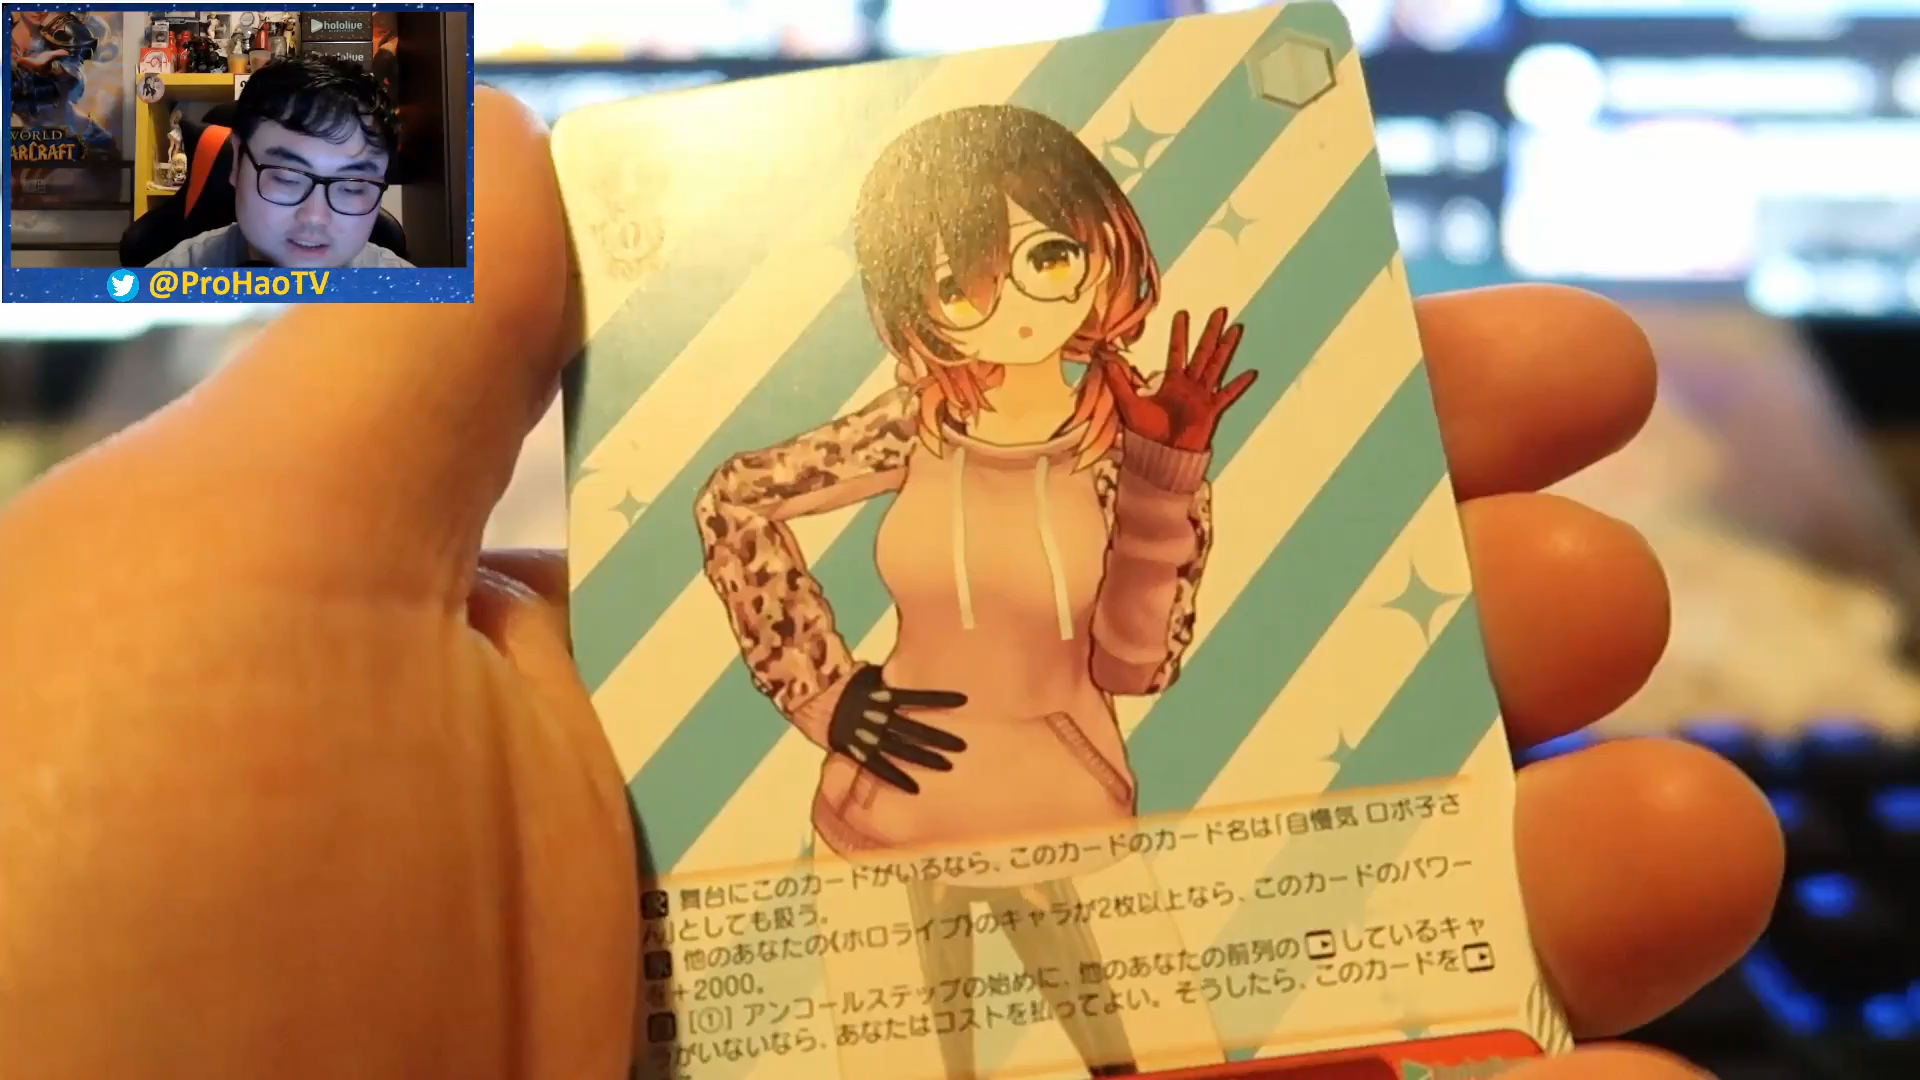 hololive
WORLD
WARCRAFT
@ProHaoTV
舞台にこのカードがいるなら、このカードのカード名は「自慢気 ロボ子さ
ん」としても扱う。
他のあなたの《ホロライブ》のキャラが2枚以上なら、このカードのパワー
を+2000。
[①] アンコールステップの始めに、他のあなたの前列の しているキャ
ラがいないなら、あなたはコストを払ってよい。そうしたら、このカードを